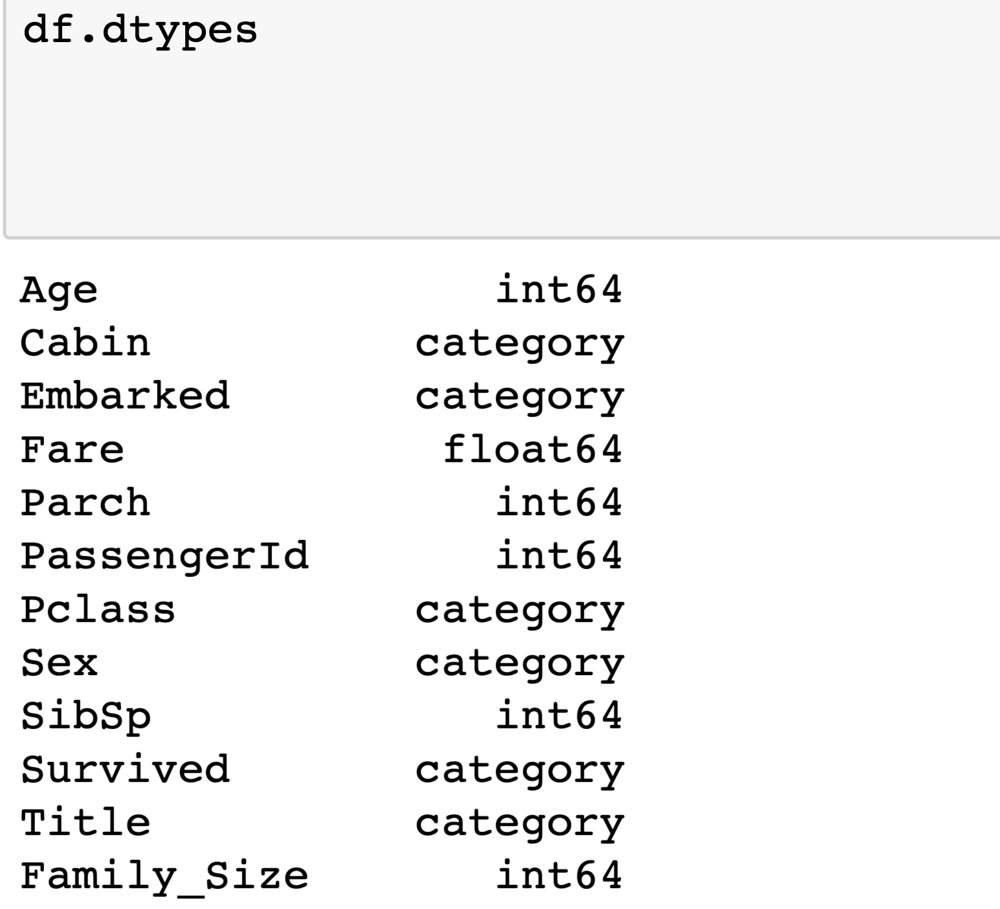 df.dtypes
Age int64
Cabin category
Embarked category
Fare float64
Parch int64
PassengerId int64
Pclass category
Sex category
SibSp int64
Survived category
Title category
Family_Size int64